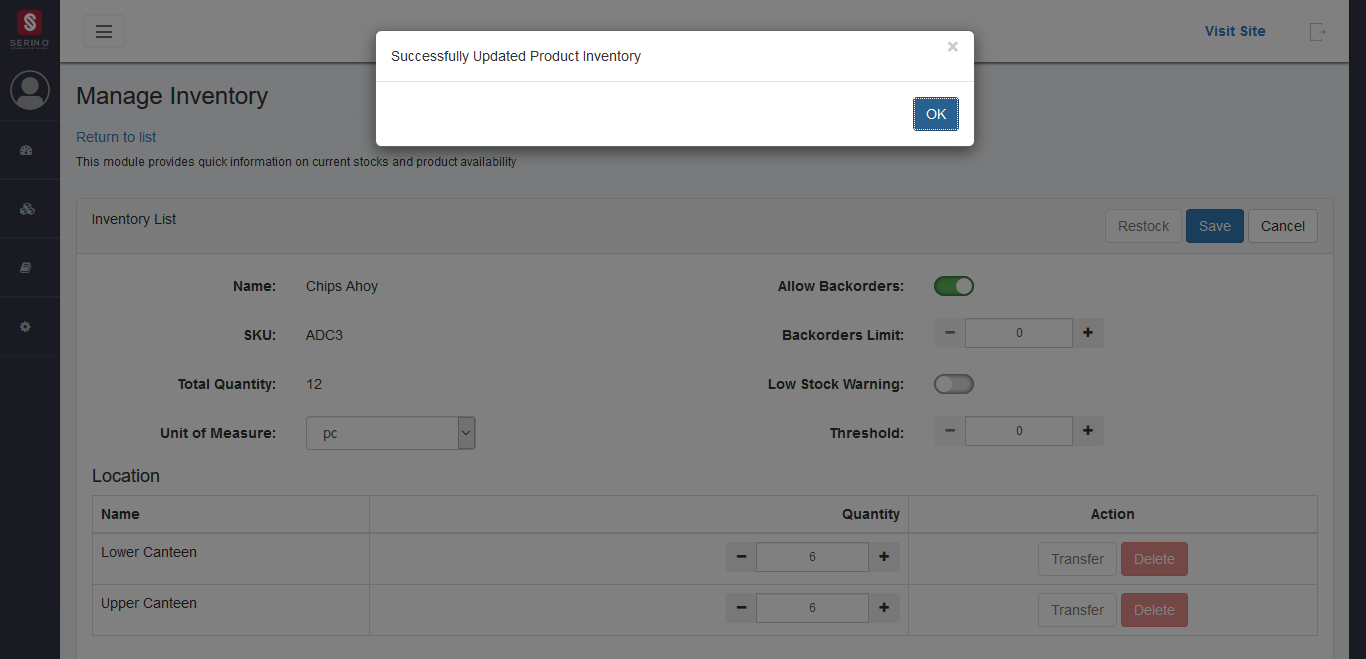 SERINO
Visit Site
Successfully Updated Product Inventory
×
OK
Manage Inventory
Return to list
This module provides quick information on current stocks and product availability
Inventory List
Restock Save Cancel
Name: Chips Ahoy Allow Backorders:
SKU: ADC3 Backorders Limit: − 0 +
Total Quantity: 12 Low Stock Warning:
Unit of Measure: pc Threshold: − 0 +
Location
Name Quantity Action
Lower Canteen − 6 + Transfer Delete
Upper Canteen − 6 + Transfer Delete